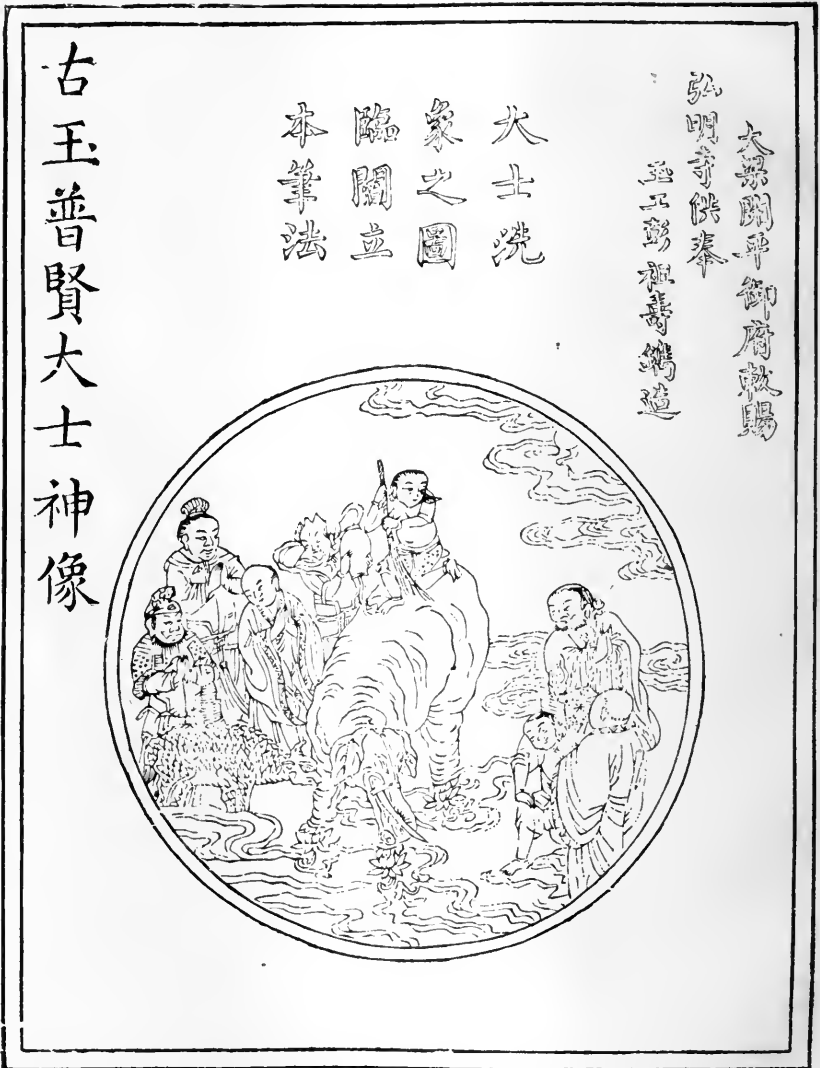 大梁開平御府敕賜
弘明寺供奉
玉工彭祖壽鐫造
大士洗
象之圖
臨閻立
本筆法
古玉普賢大士神像